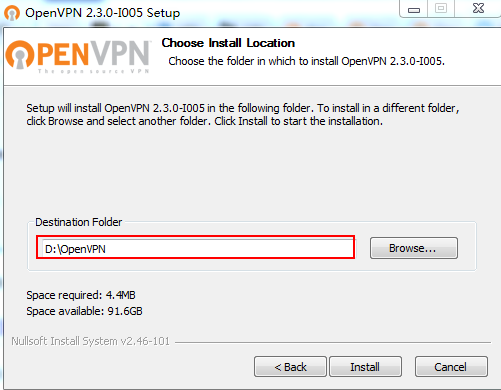 OpenVPN 2.3.0-I005 Setup
OPENVPN™
The open source VPN
Choose Install Location
Choose the folder in which to install OpenVPN 2.3.0-I005.
Setup will install OpenVPN 2.3.0-I005 in the following folder. To install in a different folder,
click Browse and select another folder. Click Install to start the installation.
Destination Folder
D:\OpenVPN
Browse...
Space required: 4.4MB
Space available: 91.6GB
Nullsoft Install System v2.46-101
< Back
Install
Cancel